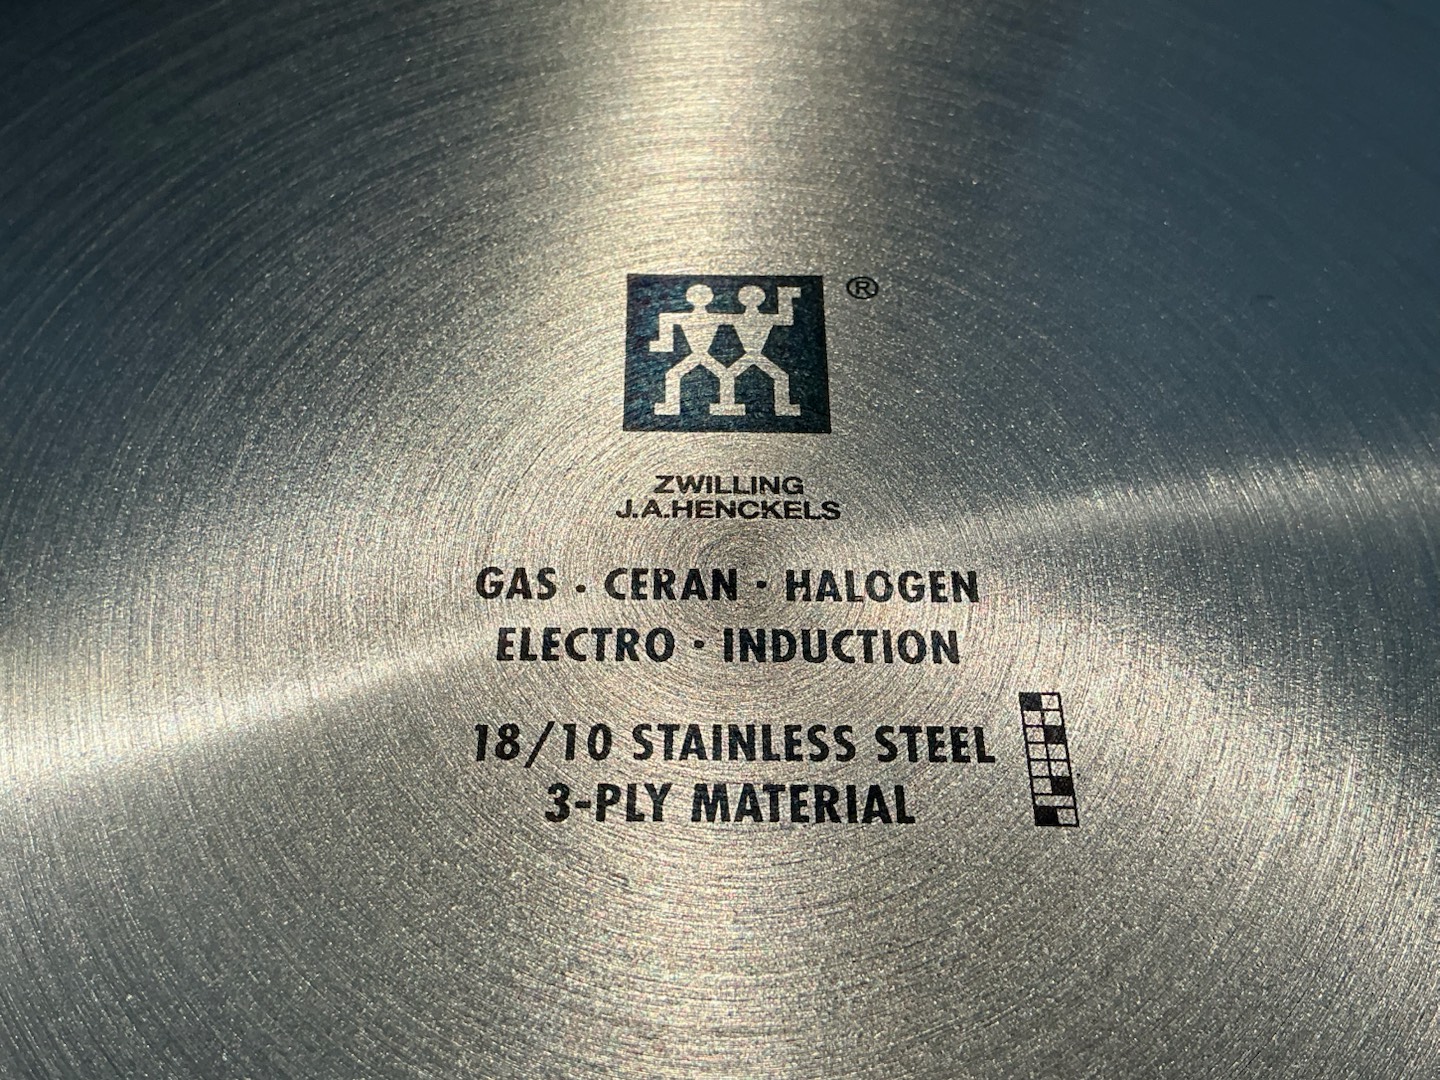 ®
ZWILLING
J.A.HENCKELS
GAS · CERAN · HALOGEN
ELECTRO · INDUCTION
18/10 STAINLESS STEEL
3-PLY MATERIAL